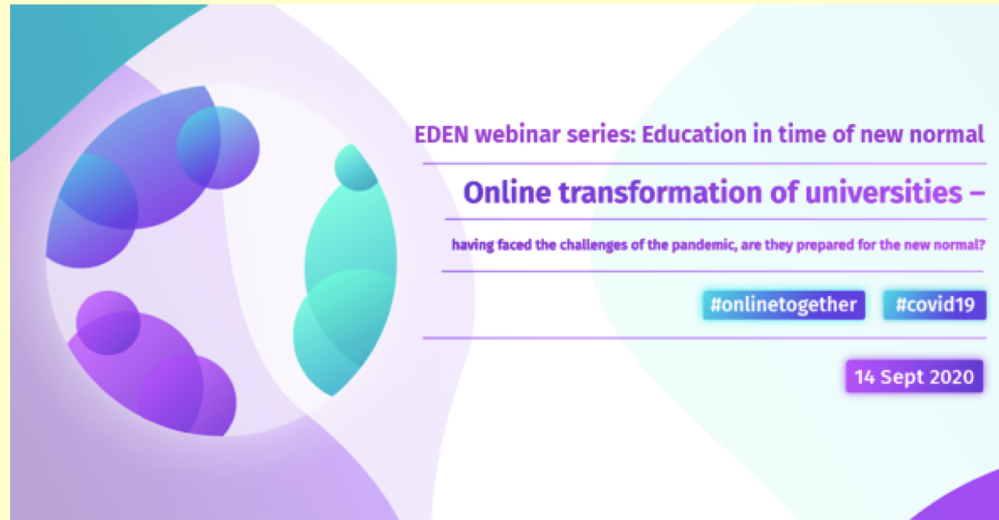 EDEN webinar series: Education in time of new normal
Online transformation of universities –
having faced the challenges of the pandemic, are they prepared for the new normal?
#onlinetogether #covid19
14 Sept 2020